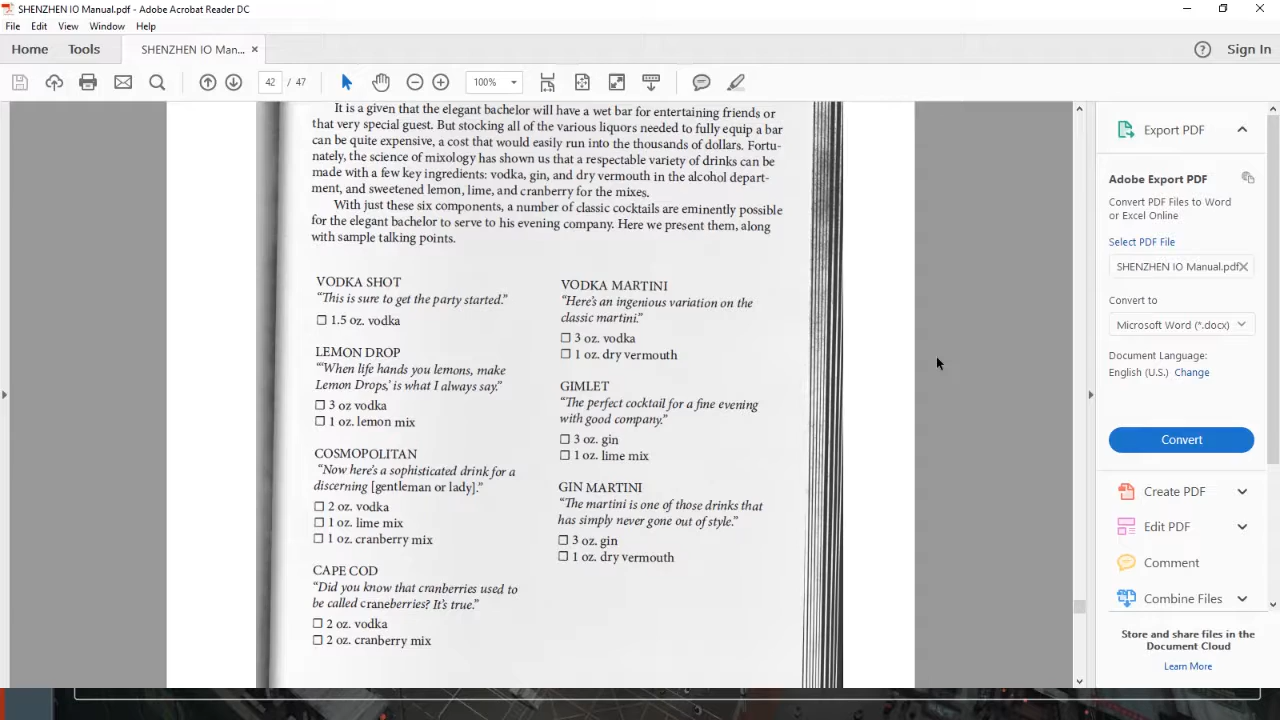 SHENZHEN IO Manual.pdf - Adobe Acrobat Reader DC
File Edit View Window Help
Home Tools SHENZHEN IO Man... × Sign In
42 / 47 100%
It is a given that the elegant bachelor will have a wet bar for entertaining friends or
that very special guest. But stocking all of the various liquors needed to fully equip a bar
can be quite expensive, a cost that would easily run into the thousands of dollars. Fortu-
nately, the science of mixology has shown us that a respectable variety of drinks can be
made with a few key ingredients: vodka, gin, and dry vermouth in the alcohol depart-
ment, and sweetened lemon, lime, and cranberry for the mixes.
With just these six components, a number of classic cocktails are eminently possible
for the elegant bachelor to serve to his evening company. Here we present them, along
with sample talking points.
VODKA SHOT
“This is sure to get the party started.”
❒ 1.5 oz. vodka
LEMON DROP
“‘When life hands you lemons, make
Lemon Drops,’ is what I always say.”
❒ 3 oz vodka
❒ 1 oz. lemon mix
COSMOPOLITAN
“Now here’s a sophisticated drink for a
discerning [gentleman or lady].”
❒ 2 oz. vodka
❒ 1 oz. lime mix
❒ 1 oz. cranberry mix
CAPE COD
“Did you know that cranberries used to
be called craneberries? It’s true.”
❒ 2 oz. vodka
❒ 2 oz. cranberry mix
VODKA MARTINI
“Here’s an ingenious variation on the
classic martini.”
❒ 3 oz. vodka
❒ 1 oz. dry vermouth
GIMLET
“The perfect cocktail for a fine evening
with good company.”
❒ 3 oz. gin
❒ 1 oz. lime mix
GIN MARTINI
“The martini is one of those drinks that
has simply never gone out of style.”
❒ 3 oz. gin
❒ 1 oz. dry vermouth
Export PDF
Adobe Export PDF
Convert PDF Files to Word
or Excel Online
Select PDF File
SHENZHEN IO Manual.pdf
Convert to
Microsoft Word (*.docx)
Document Language:
English (U.S.) Change
Convert
Create PDF
Edit PDF
Comment
Combine Files
Store and share files in the
Document Cloud
Learn More